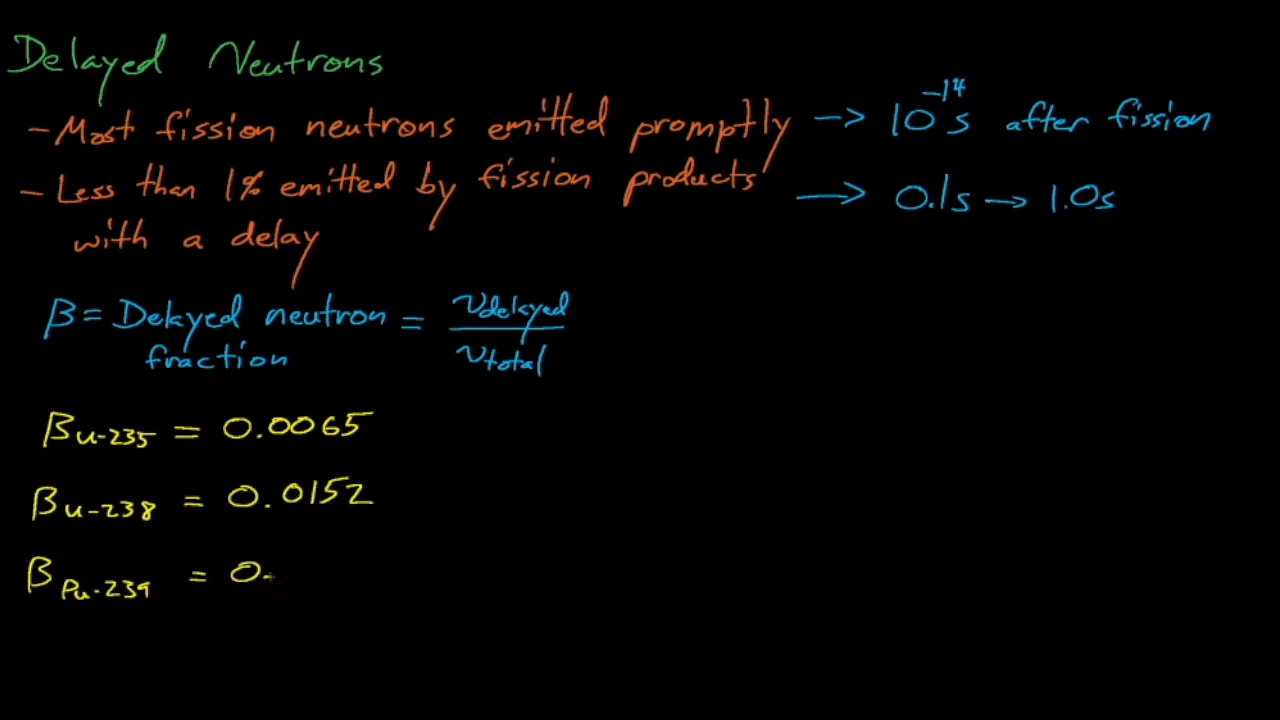 Delayed Neutrons
- Most fission neutrons emitted promptly -> 10^-14 s after fission
- Less than 1% emitted by fission products -> 0.1s -> 1.0s
with a delay
β = Delayed neutron fraction = νdelayed / νtotal
βU-235 = 0.0065
βU-238 = 0.0152
βPu-239 = 0.